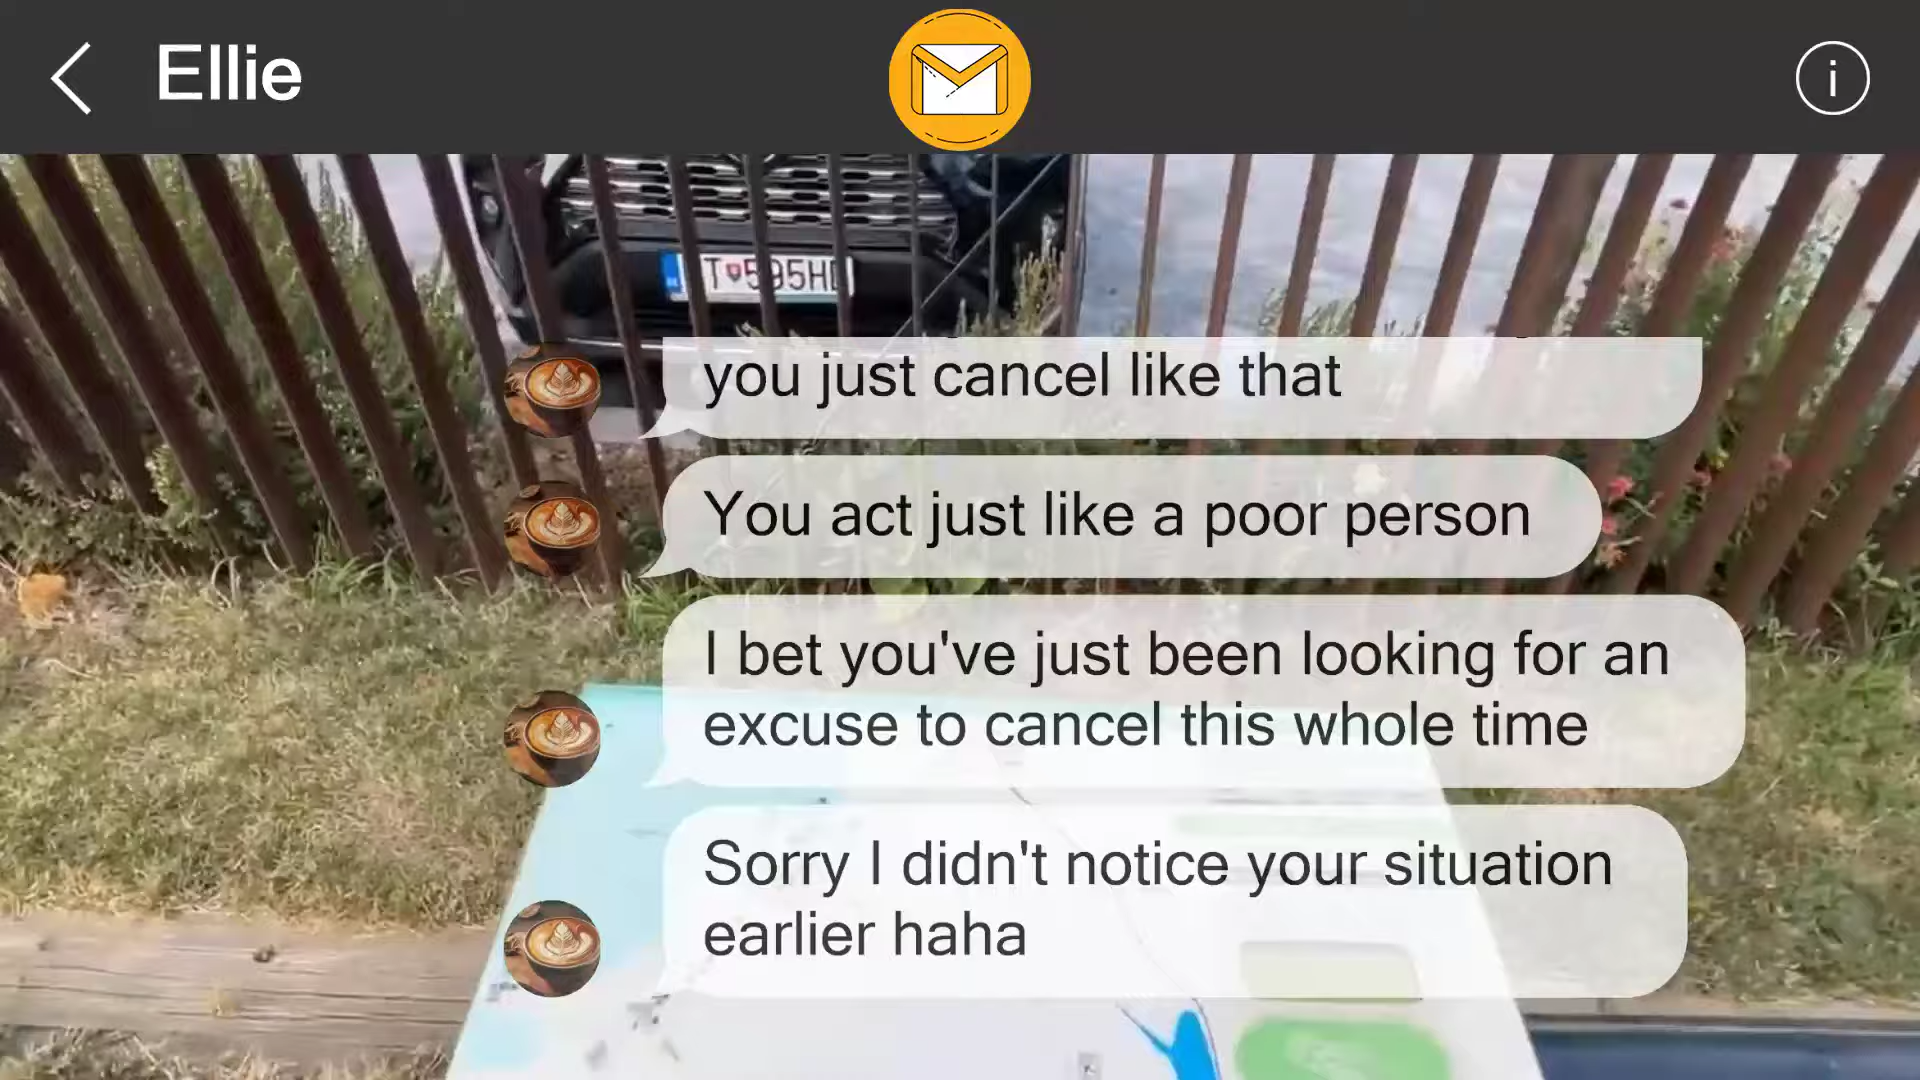 Ellie
i
you just cancel like that
You act just like a poor person
I bet you've just been looking for an
excuse to cancel this whole time
Sorry I didn't notice your situation
earlier haha